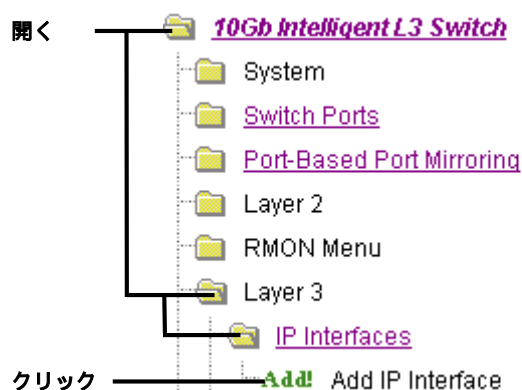 開く
10Gb Intelligent L3 Switch
System
Switch Ports
Port-Based Port Mirroring
Layer 2
RMON Menu
Layer 3
IP Interfaces
クリック
Add! Add IP Interface